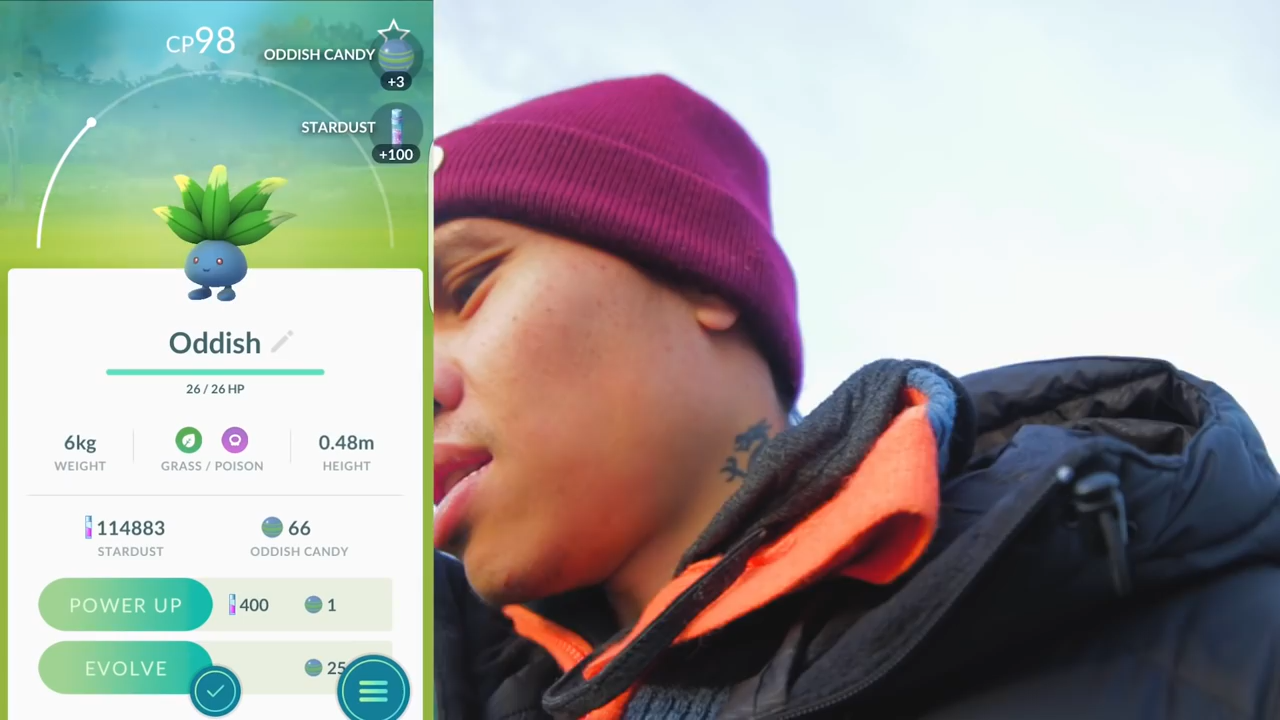 CP98
ODDISH CANDY
+3
STARDUST
+100
Oddish
26 / 26 HP
6kg
WEIGHT
GRASS / POISON
0.48m
HEIGHT
114883
STARDUST
66
ODDISH CANDY
POWER UP 400 1
EVOLVE 25